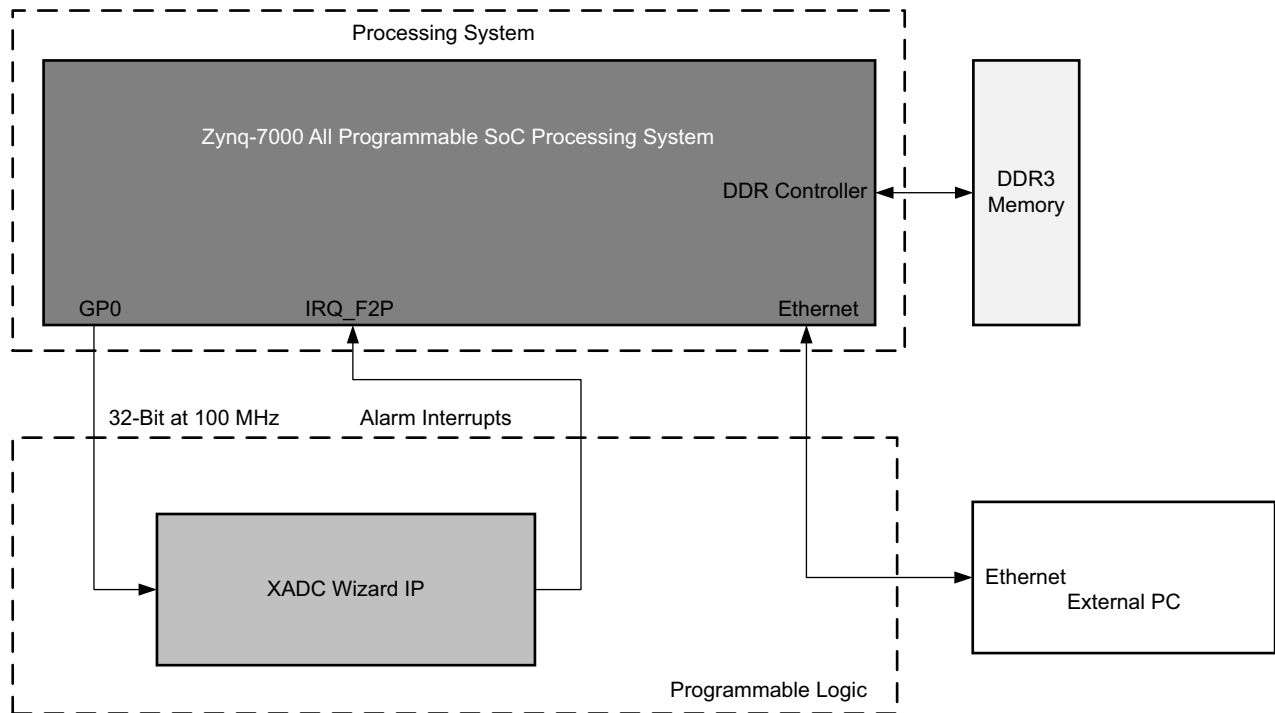 Processing System
Zynq-7000 All Programmable SoC Processing System
DDR Controller
DDR3
Memory
GP0
IRQ_F2P
Ethernet
32-Bit at 100 MHz
Alarm Interrupts
XADC Wizard IP
Ethernet
External PC
Programmable Logic